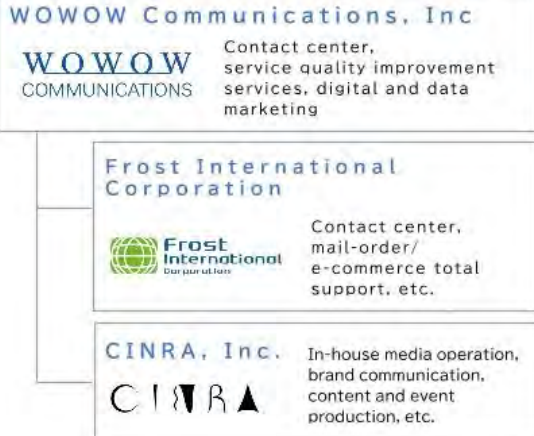 WOWOW Communications, Inc
WOWOW
COMMUNICATIONS
Contact center,
service quality improvement
services, digital and data
marketing
Frost International
Corporation
Frost
International
Corporation
Contact center,
mail-order/
e-commerce total
support, etc.
CINRA, Inc.
CINRA
In-house media operation,
brand communication,
content and event
production, etc.